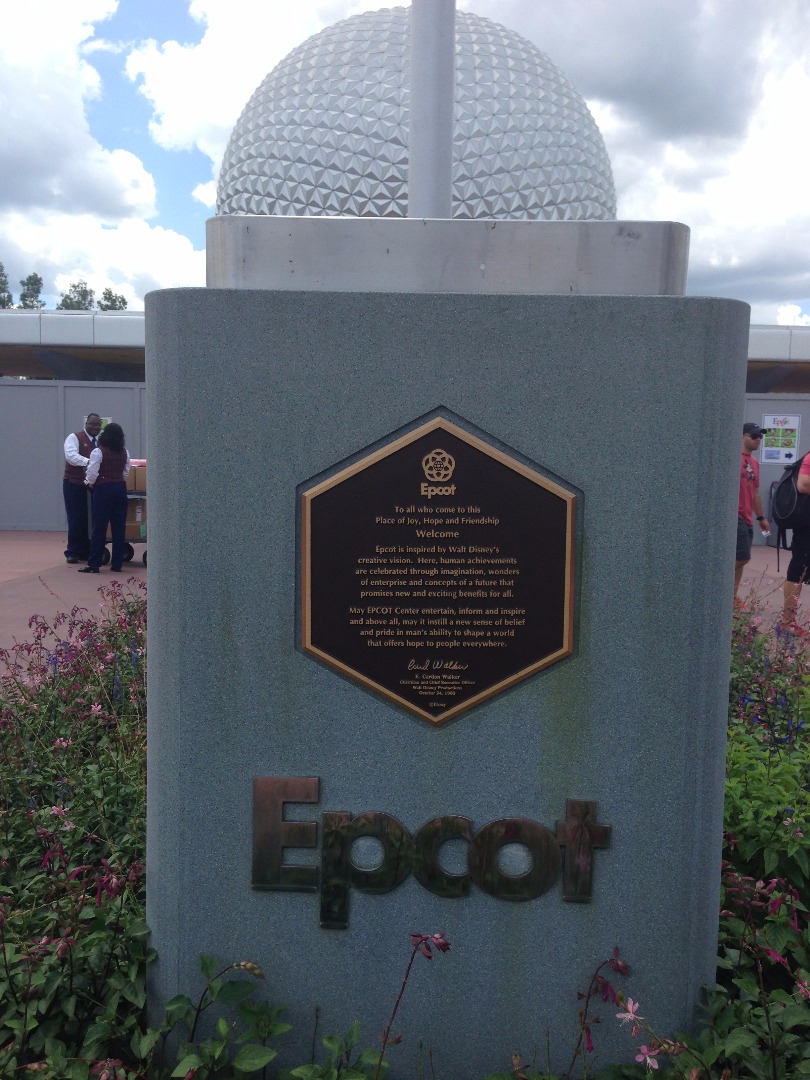 Epcot
To all who come to this
Place of Joy, Hope and Friendship
Welcome
Epcot is inspired by Walt Disney's
creative vision. Here, human achievements
are celebrated through imagination, wonders
of enterprise and concepts of a future that
promises new and exciting benefits for all.
May EPCOT Center entertain, inform and inspire
and above all, may it instill a new sense of belief
and pride in man's ability to shape a world
that offers hope to people everywhere.
Card Walker
E. Cardon Walker
Chairman and Chief Executive Officer
Walt Disney Productions
October 24, 1982
©Disney
Epcot
Epcot